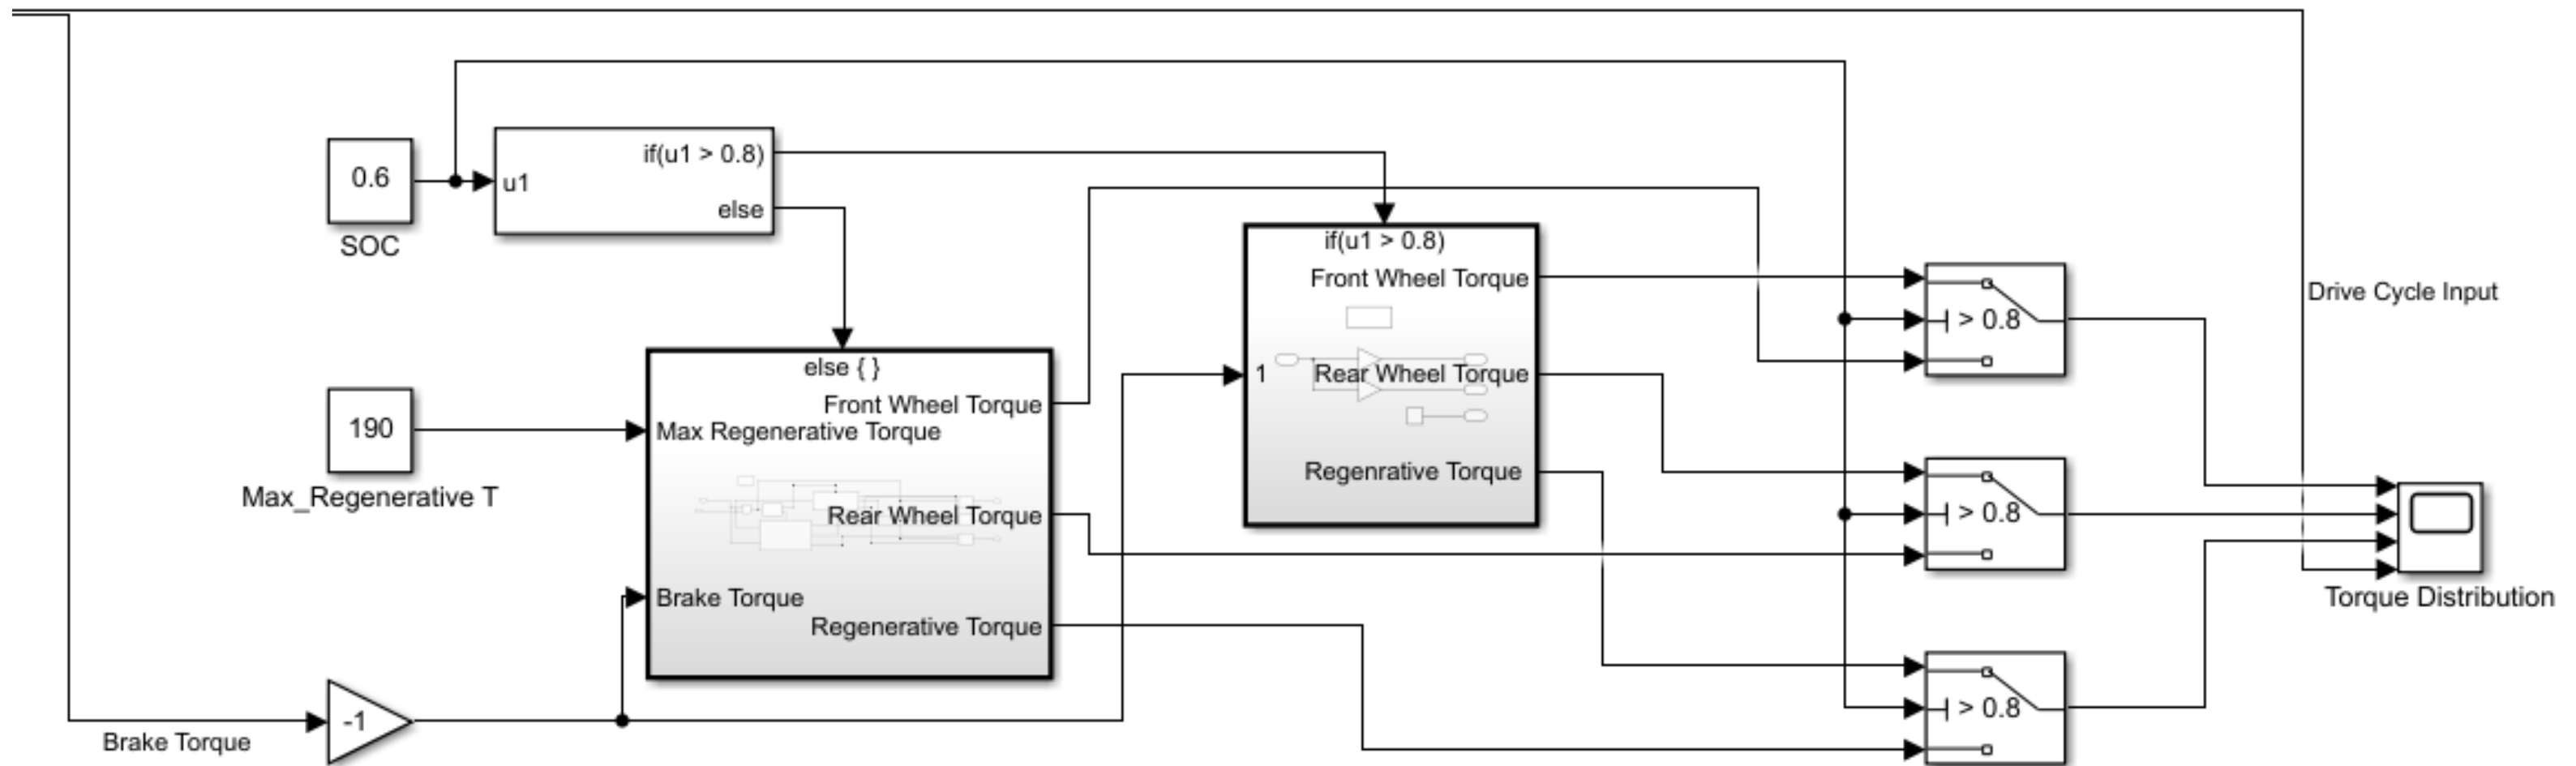 0.6
SOC
u1
if(u1 > 0.8)
else
190
Max_Regenerative T
Brake Torque
-1
else { }
Front Wheel Torque
Max Regenerative Torque
Rear Wheel Torque
Brake Torque
Regenerative Torque
if(u1 > 0.8)
Front Wheel Torque
1
Rear Wheel Torque
Regenrative Torque
> 0.8
> 0.8
> 0.8
Drive Cycle Input
Torque Distribution